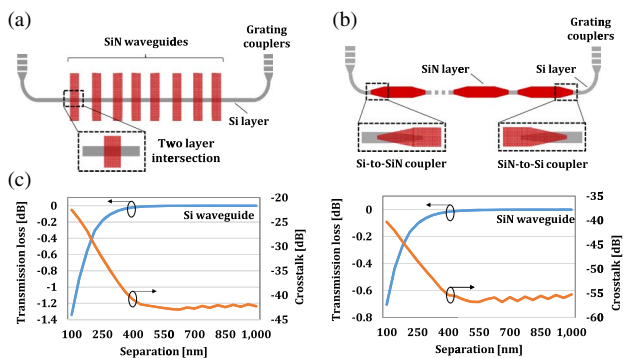 (a)
Grating
couplers
SiN waveguides
Si layer
Two layer
intersection
(b)
Grating
couplers
SiN layer
Si layer
Si-to-SiN coupler
SiN-to-Si coupler
(c)
Transmission loss [dB]
0
-0.2
-0.4
-0.6
-0.8
-1
-1.2
-1.4
Si waveguide
-20
-25
-30
-35
-40
-45
Crosstalk [dB]
100 250 400 550 700 850 1,000
Separation [nm]
Transmission loss [dB]
0
-0.2
-0.4
-0.6
-0.8
SiN waveguide
-35
-40
-45
-50
-55
-60
Crosstalk [dB]
100 250 400 550 700 850 1,000
Separation [nm]